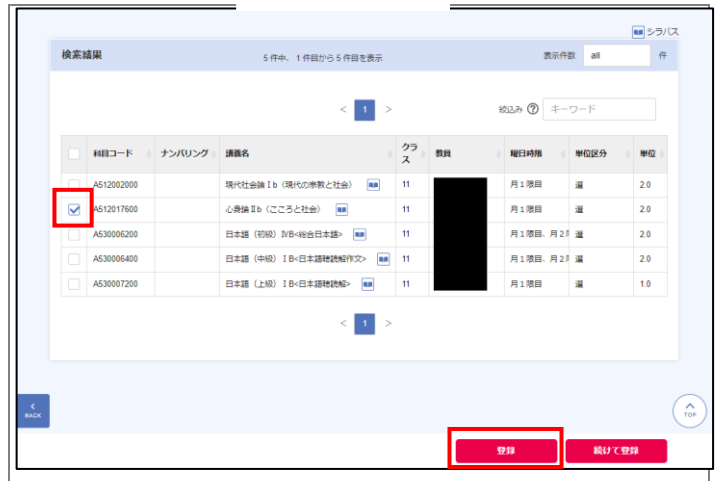 シラバス
検索結果 5 件中、1 件目から 5 件目を表示 表示件数 all 件
< 1 > 絞込み ? キーワード
科目コード ナンバリング 講義名 クラス 教員 曜日時限 単位区分 単位
A512002000 現代社会論Ⅰb（現代の宗教と社会） 11 月1限目 選 2.0
A512017600 心身論Ⅱb（こころと社会） 11 月1限目 選 2.0
A530006200 日本語（初級）ⅣB<総合日本語> 11 月1限目、月2 選 2.0
A530006400 日本語（中級）ⅠB<日本語聴読解作文> 11 月1限目、月2 選 2.0
A530007200 日本語（上級）ⅠB<日本語聴読解> 11 月1限目 選 1.0
< 1 >
< BACK TOP
登録 続けて登録